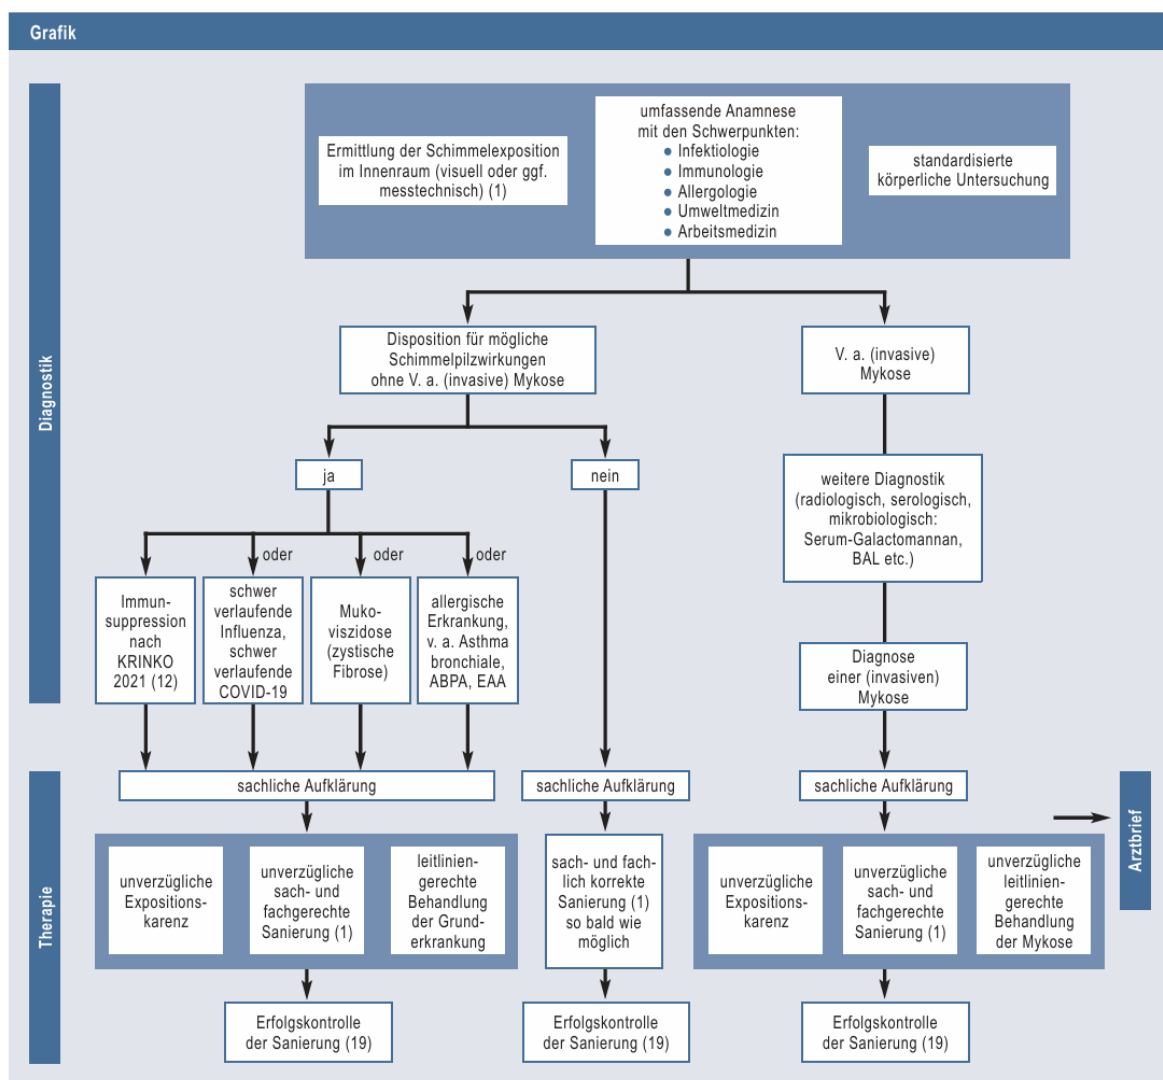 Grafik
Diagnostik
Ermittlung der Schimmelexposition
im Innenraum (visuell oder ggf.
messtechnisch) (1)
umfassende Anamnese
mit den Schwerpunkten:
● Infektiologie
● Immunologie
● Allergologie
● Umweltmedizin
● Arbeitsmedizin
standardisierte
körperliche Untersuchung
Disposition für mögliche
Schimmelpilzwirkungen
ohne V. a. (invasive) Mykose
V. a. (invasive)
Mykose
ja
nein
weitere Diagnostik
(radiologisch, serologisch,
mikrobiologisch:
Serum-Galactomannan,
BAL etc.)
oder
oder
oder
Immun-
suppression
nach
KRINKO
2021 (12)
schwer
verlaufende
Influenza,
schwer
verlaufende
COVID-19
Muko-
viszidose
(zystische
Fibrose)
allergische
Erkrankung,
v. a. Asthma
bronchiale,
ABPA, EAA
Diagnose
einer (invasiven)
Mykose
Therapie
sachliche Aufklärung
sachliche Aufklärung
sachliche Aufklärung
Arztbrief
unverzügliche
Expositions-
karenz
unverzügliche
sach- und
fachgerechte
Sanierung (1)
leitlinien-
gerechte
Behandlung
der Grund-
erkrankung
sach- und fach-
lich korrekte
Sanierung (1)
so bald wie
möglich
unverzügliche
Expositions-
karenz
unverzügliche
sach- und
fachgerechte
Sanierung (1)
unverzügliche
leitlinien-
gerechte
Behandlung
der Mykose
Erfolgskontrolle
der Sanierung (19)
Erfolgskontrolle
der Sanierung (19)
Erfolgskontrolle
der Sanierung (19)